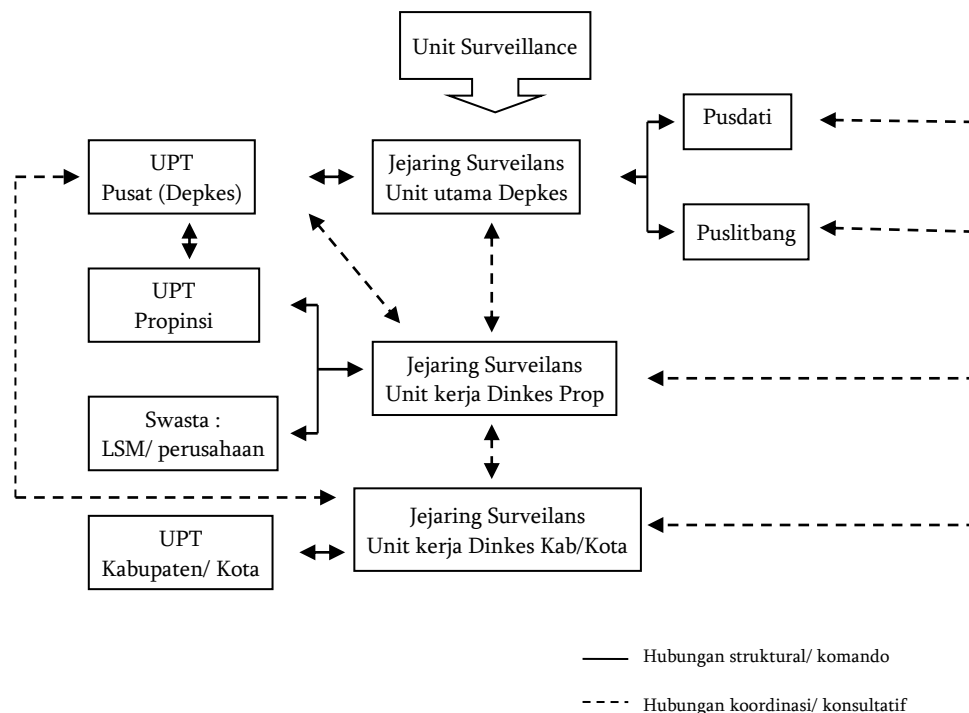 Unit Surveillance
Pusdati
UPT
Pusat (Depkes)
Jejaring Surveilans
Unit utama Depkes
Puslitbang
UPT
Propinsi
Jejaring Surveilans
Unit kerja Dinkes Prop
Swasta :
LSM/ perusahaan
Jejaring Surveilans
Unit kerja Dinkes Kab/Kota
UPT
Kabupaten/ Kota
Hubungan struktural/ komando
Hubungan koordinasi/ konsultatif